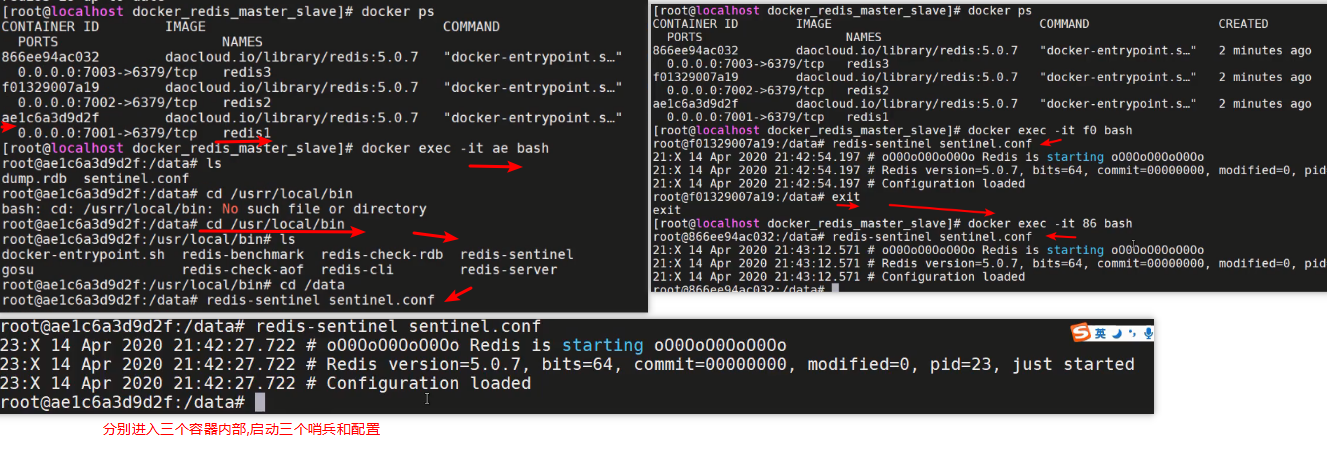 [root@localhost docker_redis_master_slave]# docker ps
CONTAINER ID IMAGE COMMAND
PORTS NAMES
866ee94ac032 daocloud.io/library/redis:5.0.7 "docker-entrypoint.s…"
0.0.0.0:7003->6379/tcp redis3
f01329007a19 daocloud.io/library/redis:5.0.7 "docker-entrypoint.s…"
0.0.0.0:7002->6379/tcp redis2
ae1c6a3d9d2f daocloud.io/library/redis:5.0.7 "docker-entrypoint.s…"
0.0.0.0:7001->6379/tcp redis1
[root@localhost docker_redis_master_slave]# docker exec -it ae bash
root@ae1c6a3d9d2f:/data# ls
dump.rdb sentinel.conf
root@ae1c6a3d9d2f:/data# cd /usrr/local/bin
bash: cd: /usrr/local/bin: No such file or directory
root@ae1c6a3d9d2f:/data# cd /usr/local/bin
root@ae1c6a3d9d2f:/usr/local/bin# ls
docker-entrypoint.sh redis-benchmark redis-check-rdb redis-sentinel
gosu redis-check-aof redis-cli redis-server
root@ae1c6a3d9d2f:/usr/local/bin# cd /data
root@ae1c6a3d9d2f:/data# redis-sentinel sentinel.conf
[root@localhost docker_redis_master_slave]# docker ps
CONTAINER ID IMAGE COMMAND CREATED
PORTS NAMES
866ee94ac032 daocloud.io/library/redis:5.0.7 "docker-entrypoint.s…" 2 minutes ago
0.0.0.0:7003->6379/tcp redis3
f01329007a19 daocloud.io/library/redis:5.0.7 "docker-entrypoint.s…" 2 minutes ago
0.0.0.0:7002->6379/tcp redis2
ae1c6a3d9d2f daocloud.io/library/redis:5.0.7 "docker-entrypoint.s…" 2 minutes ago
0.0.0.0:7001->6379/tcp redis1
[root@localhost docker_redis_master_slave]# docker exec -it f0 bash
root@f01329007a19:/data# redis-sentinel sentinel.conf
21:X 14 Apr 2020 21:42:54.197 # oO0OoO0OoO0Oo Redis is starting oO0OoO0OoO0Oo
21:X 14 Apr 2020 21:42:54.197 # Redis version=5.0.7, bits=64, commit=00000000, modified=0, pid
21:X 14 Apr 2020 21:42:54.197 # Configuration loaded
root@f01329007a19:/data# exit
exit
[root@localhost docker_redis_master_slave]# docker exec -it 86 bash
root@866ee94ac032:/data# redis-sentinel sentinel.conf
21:X 14 Apr 2020 21:43:12.571 # oO0OoO0OoO0Oo Redis is starting oO0OoO0OoO0Oo
21:X 14 Apr 2020 21:43:12.571 # Redis version=5.0.7, bits=64, commit=00000000, modified=0, pid
21:X 14 Apr 2020 21:43:12.571 # Configuration loaded
root@866ee94ac032:/data#
root@ae1c6a3d9d2f:/data# redis-sentinel sentinel.conf
S 英
23:X 14 Apr 2020 21:42:27.722 # oO0OoO0OoO0Oo Redis is starting oO0OoO0OoO0Oo
23:X 14 Apr 2020 21:42:27.722 # Redis version=5.0.7, bits=64, commit=00000000, modified=0, pid=23, just started
23:X 14 Apr 2020 21:42:27.722 # Configuration loaded
root@ae1c6a3d9d2f:/data#
分别进入三个容器内部,启动三个哨兵和配置